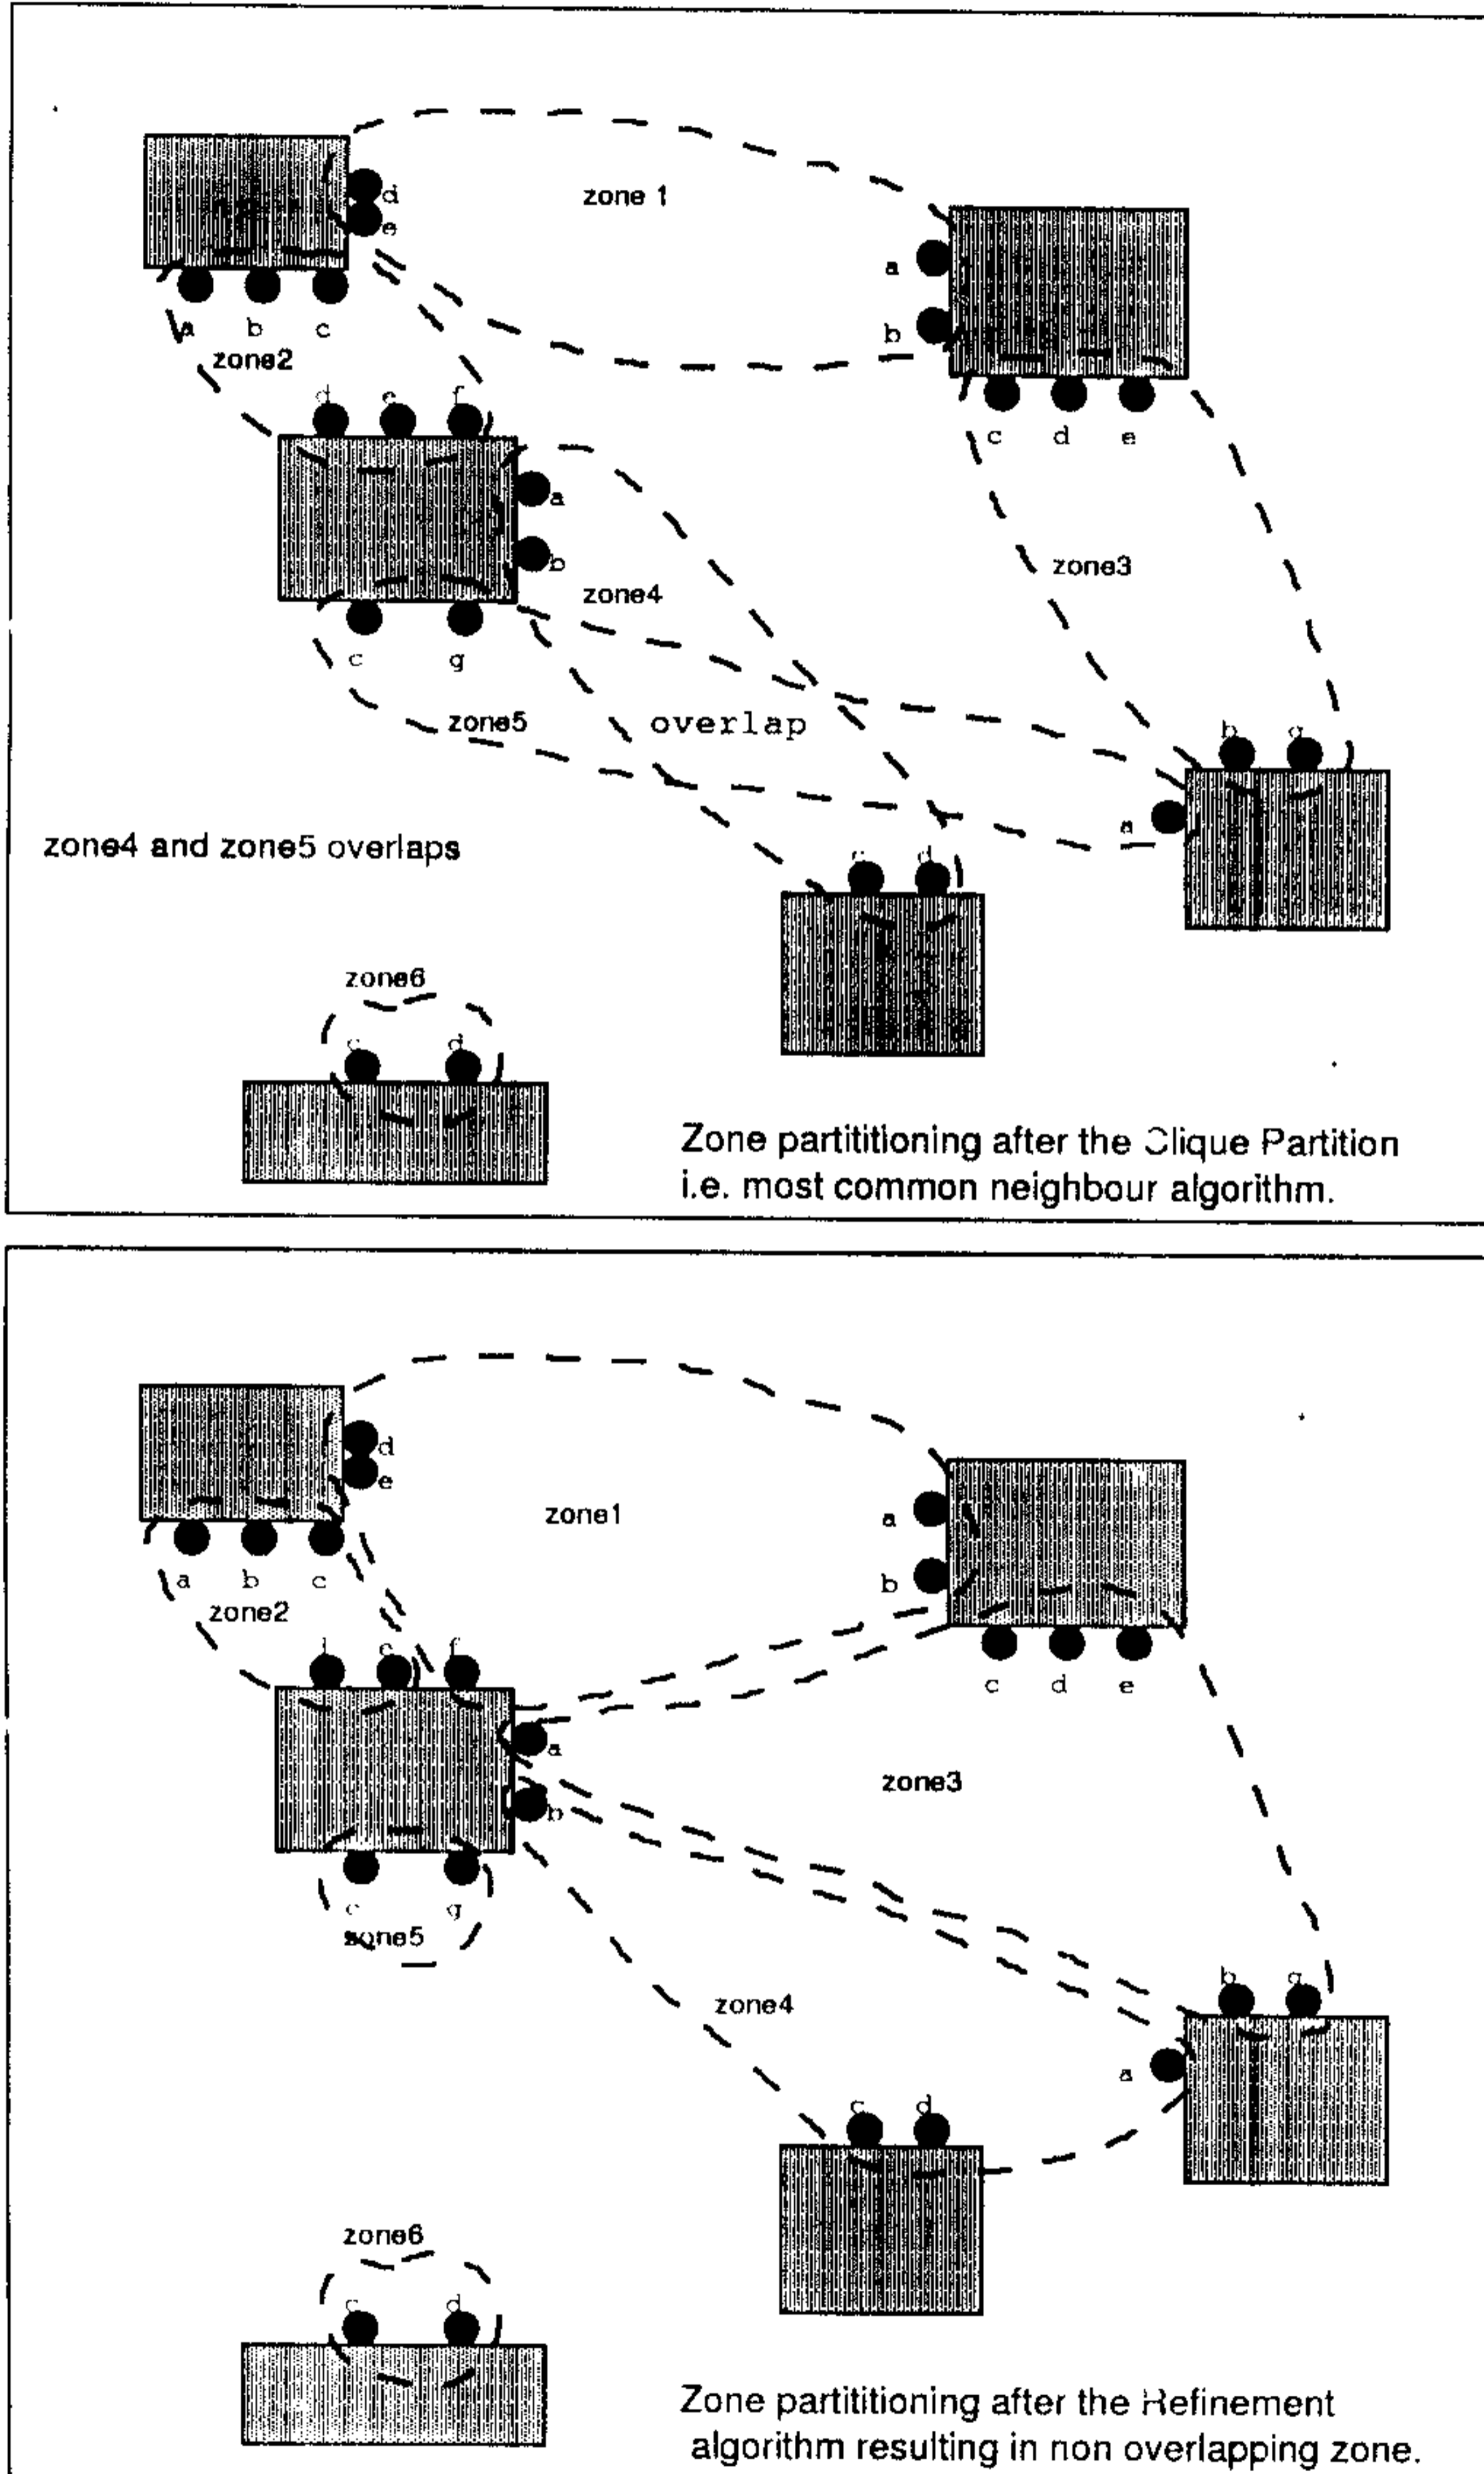 zone 1
d
e
a
b
a b c
zone2
d e f
c d e
a
b
zone3
zone4
c g
zone5
overlap
b
a
zone4 and zone5 overlaps
d
zone6
c d
Zone partititioning after the Clique Partition
i.e. most common neighbour algorithm.
d
e
zone1
a
b
a b c
zone2
f
c d e
a
b
zone3
g
zone5
zone4
b
a
c d
zone6
c d
Zone partititioning after the Refinement
algorithm resulting in non overlapping zone.